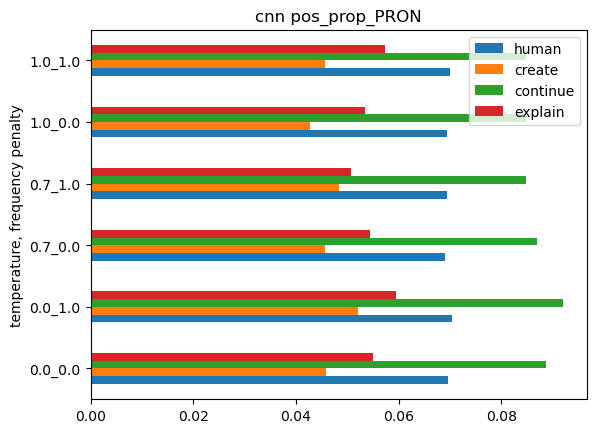 cnn pos_prop_PRON
human
create
continue
explain
temperature, frequency penalty
1.0_1.0
1.0_0.0
0.7_1.0
0.7_0.0
0.0_1.0
0.0_0.0
0.00 0.02 0.04 0.06 0.08